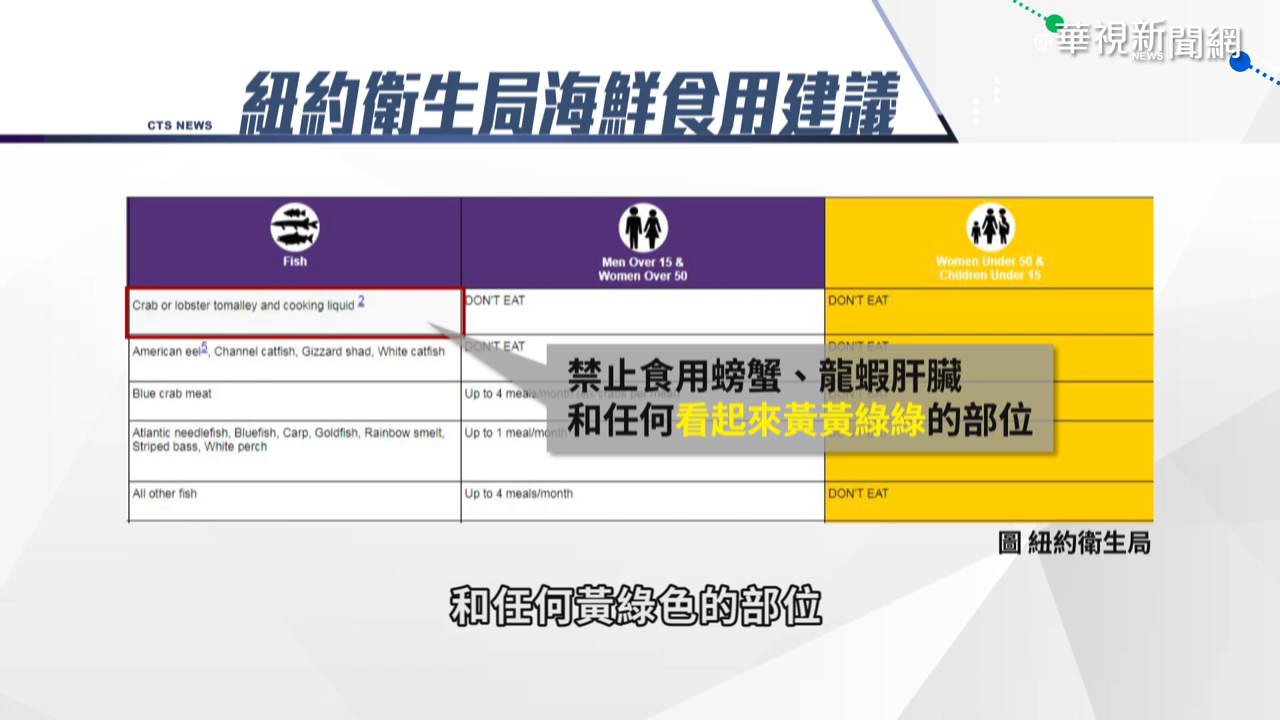 華視新聞網
NEWS
CTS NEWS
紐約衛生局海鮮食用建議
Fish
Men Over 15 &
Women Over 50
Women Under 50 &
Children Under 15
Crab or lobster tomalley and cooking liquid 2
DON'T EAT
DON'T EAT
American eel5, Channel catfish, Gizzard shad, White catfish
DON'T EAT
DON'T EAT
禁止食用螃蟹、龍蝦肝臟
和任何看起來黃黃綠綠的部位
Blue crab meat
Up to 4 meals/month (six crabs per meal)
Atlantic needlefish, Bluefish, Carp, Goldfish, Rainbow smelt,
Striped bass, White perch
Up to 1 meal/month
All other fish
Up to 4 meals/month
DON'T EAT
圖 紐約衛生局
和任何黃綠色的部位